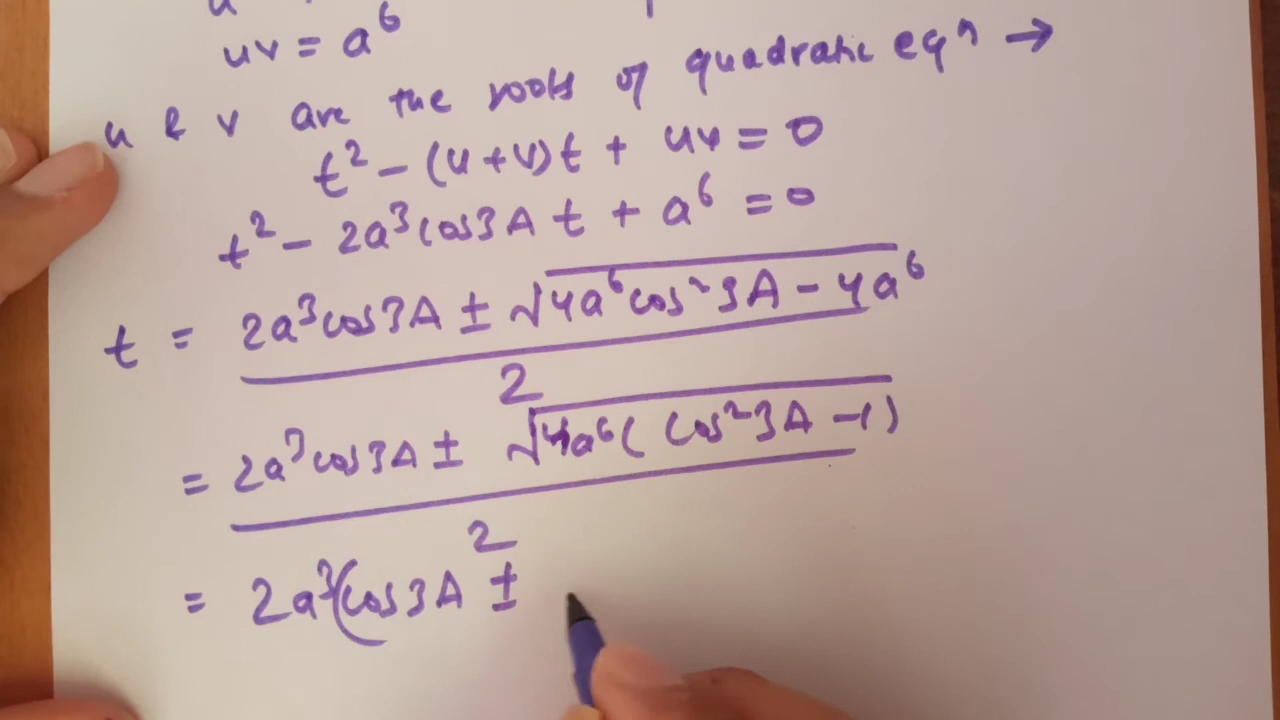 u
uv = a⁶
u & v are the roots of quadratic eqⁿ →
t² - (u+v)t + uv = 0
t² - 2a³cos3A t + a⁶ = 0
t = 2a³cos3A ± √4a⁶cos²3A - 4a⁶
2
= 2a³cos3A ± √4a⁶(cos²3A - 1)
2
= 2a³(cos3A ±